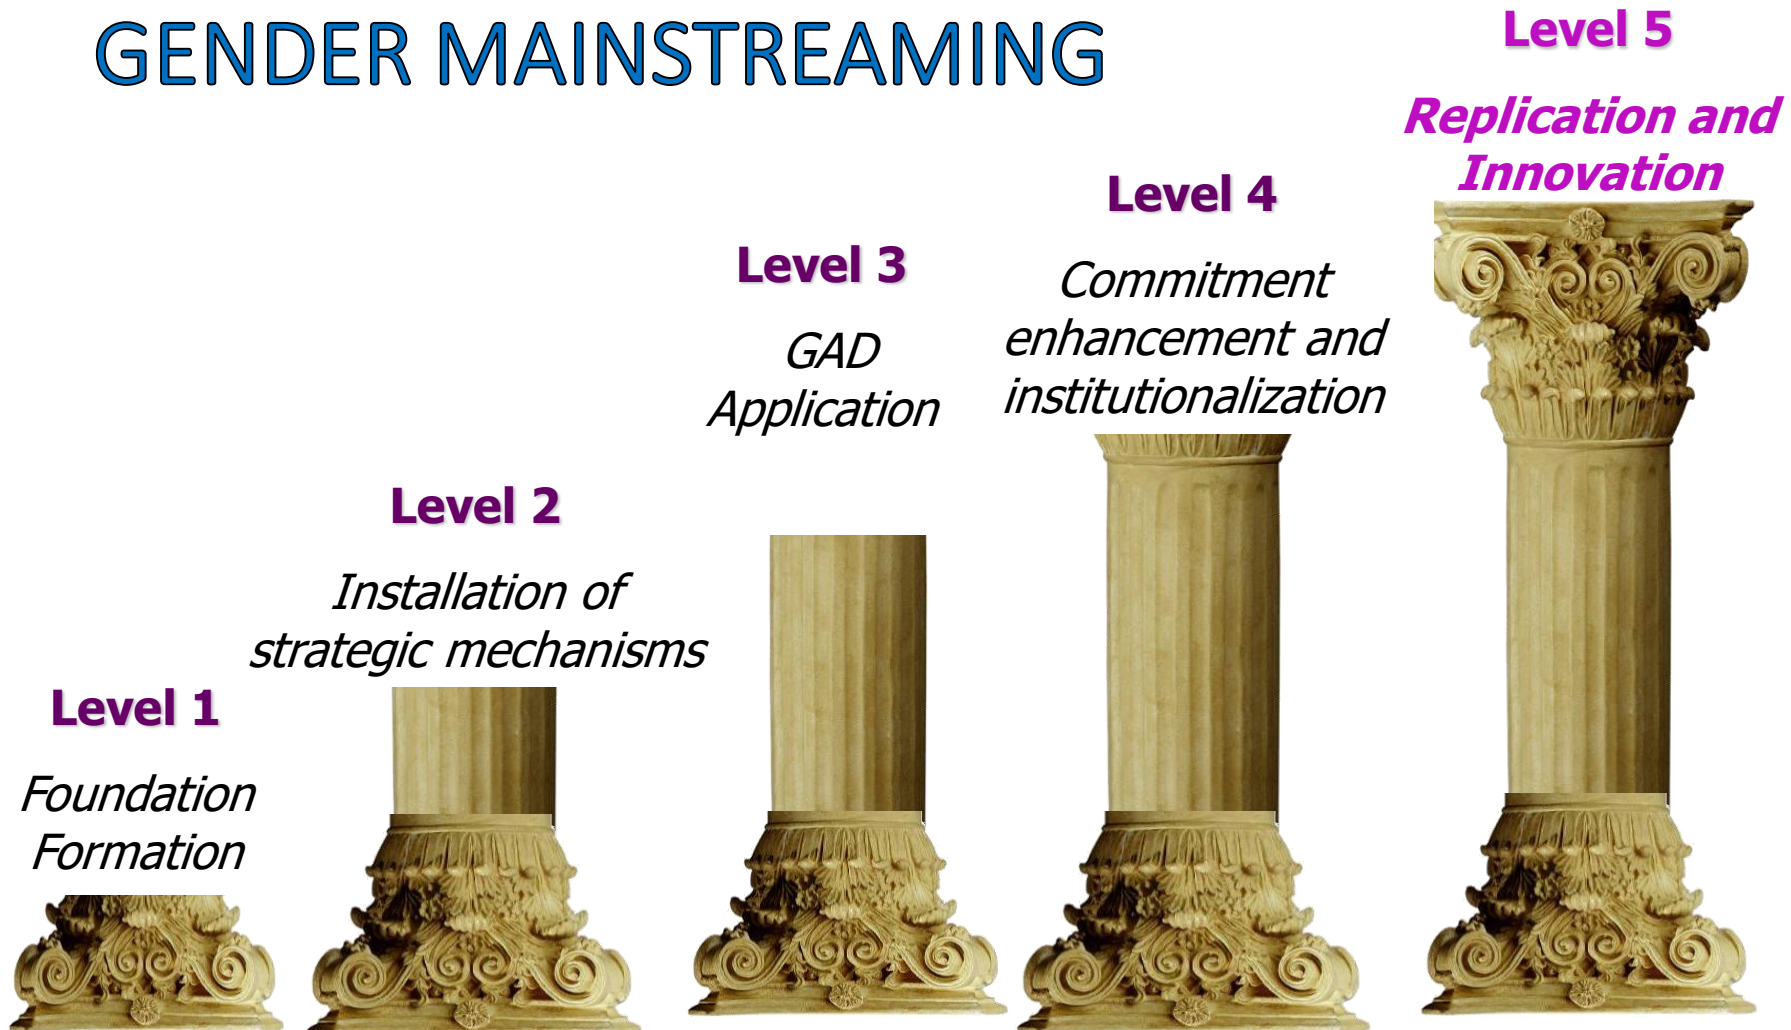 GENDER MAINSTREAMING
Level 1
Foundation
Formation
Level 2
Installation of
strategic mechanisms
Level 3
GAD
Application
Level 4
Commitment
enhancement and
institutionalization
Level 5
Replication and
Innovation